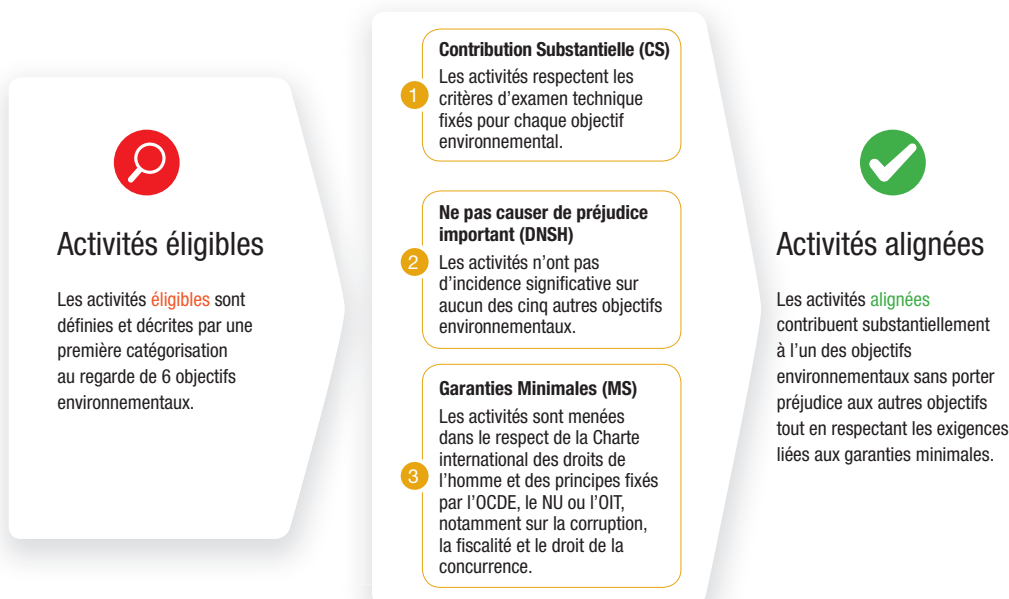 Activités éligibles
Les activités éligibles sont
définies et décrites par une
première catégorisation
au regarde de 6 objectifs
environnementaux.
Contribution Substantielle (CS)
1
Les activités respectent les
critères d'examen technique
fixés pour chaque objectif
environnemental.
Ne pas causer de préjudice
important (DNSH)
2
Les activités n'ont pas
d'incidence significative sur
aucun des cinq autres objectifs
environnementaux.
Garanties Minimales (MS)
3
Les activités sont menées
dans le respect de la Charte
international des droits de
l'homme et des principes fixés
par l'OCDE, le NU ou l'OIT,
notamment sur la corruption,
la fiscalité et le droit de la
concurrence.
Activités alignées
Les activités alignées
contribuent substantiellement
à l'un des objectifs
environnementaux sans porter
préjudice aux autres objectifs
tout en respectant les exigences
liées aux garanties minimales.